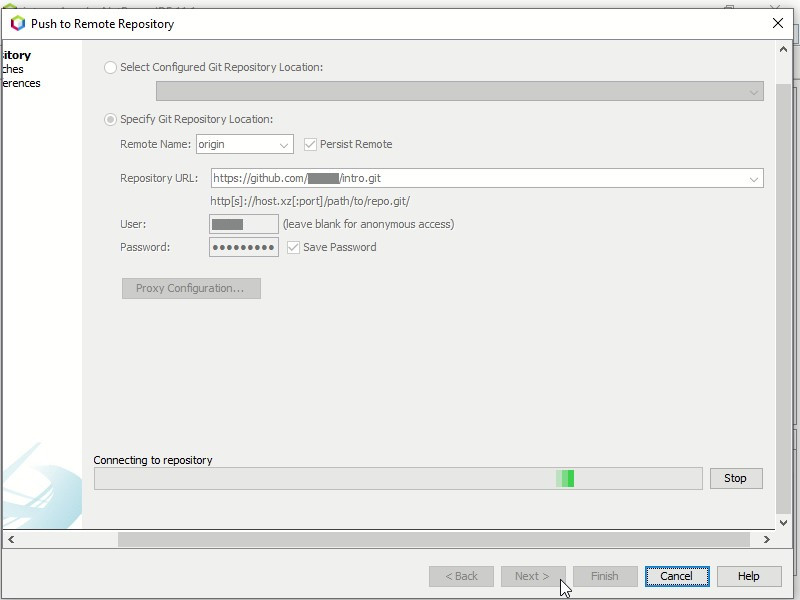 Push to Remote Repository
itory
ches
erences
Select Configured Git Repository Location:
Specify Git Repository Location:
Remote Name: origin Persist Remote
Repository URL: https://github.com/ /intro.git
http[s]://host.xz[:port]/path/to/repo.git/
User: (leave blank for anonymous access)
Password: ●●●●●●●●● Save Password
Proxy Configuration...
Connecting to repository
Stop
< Back Next > Finish Cancel Help